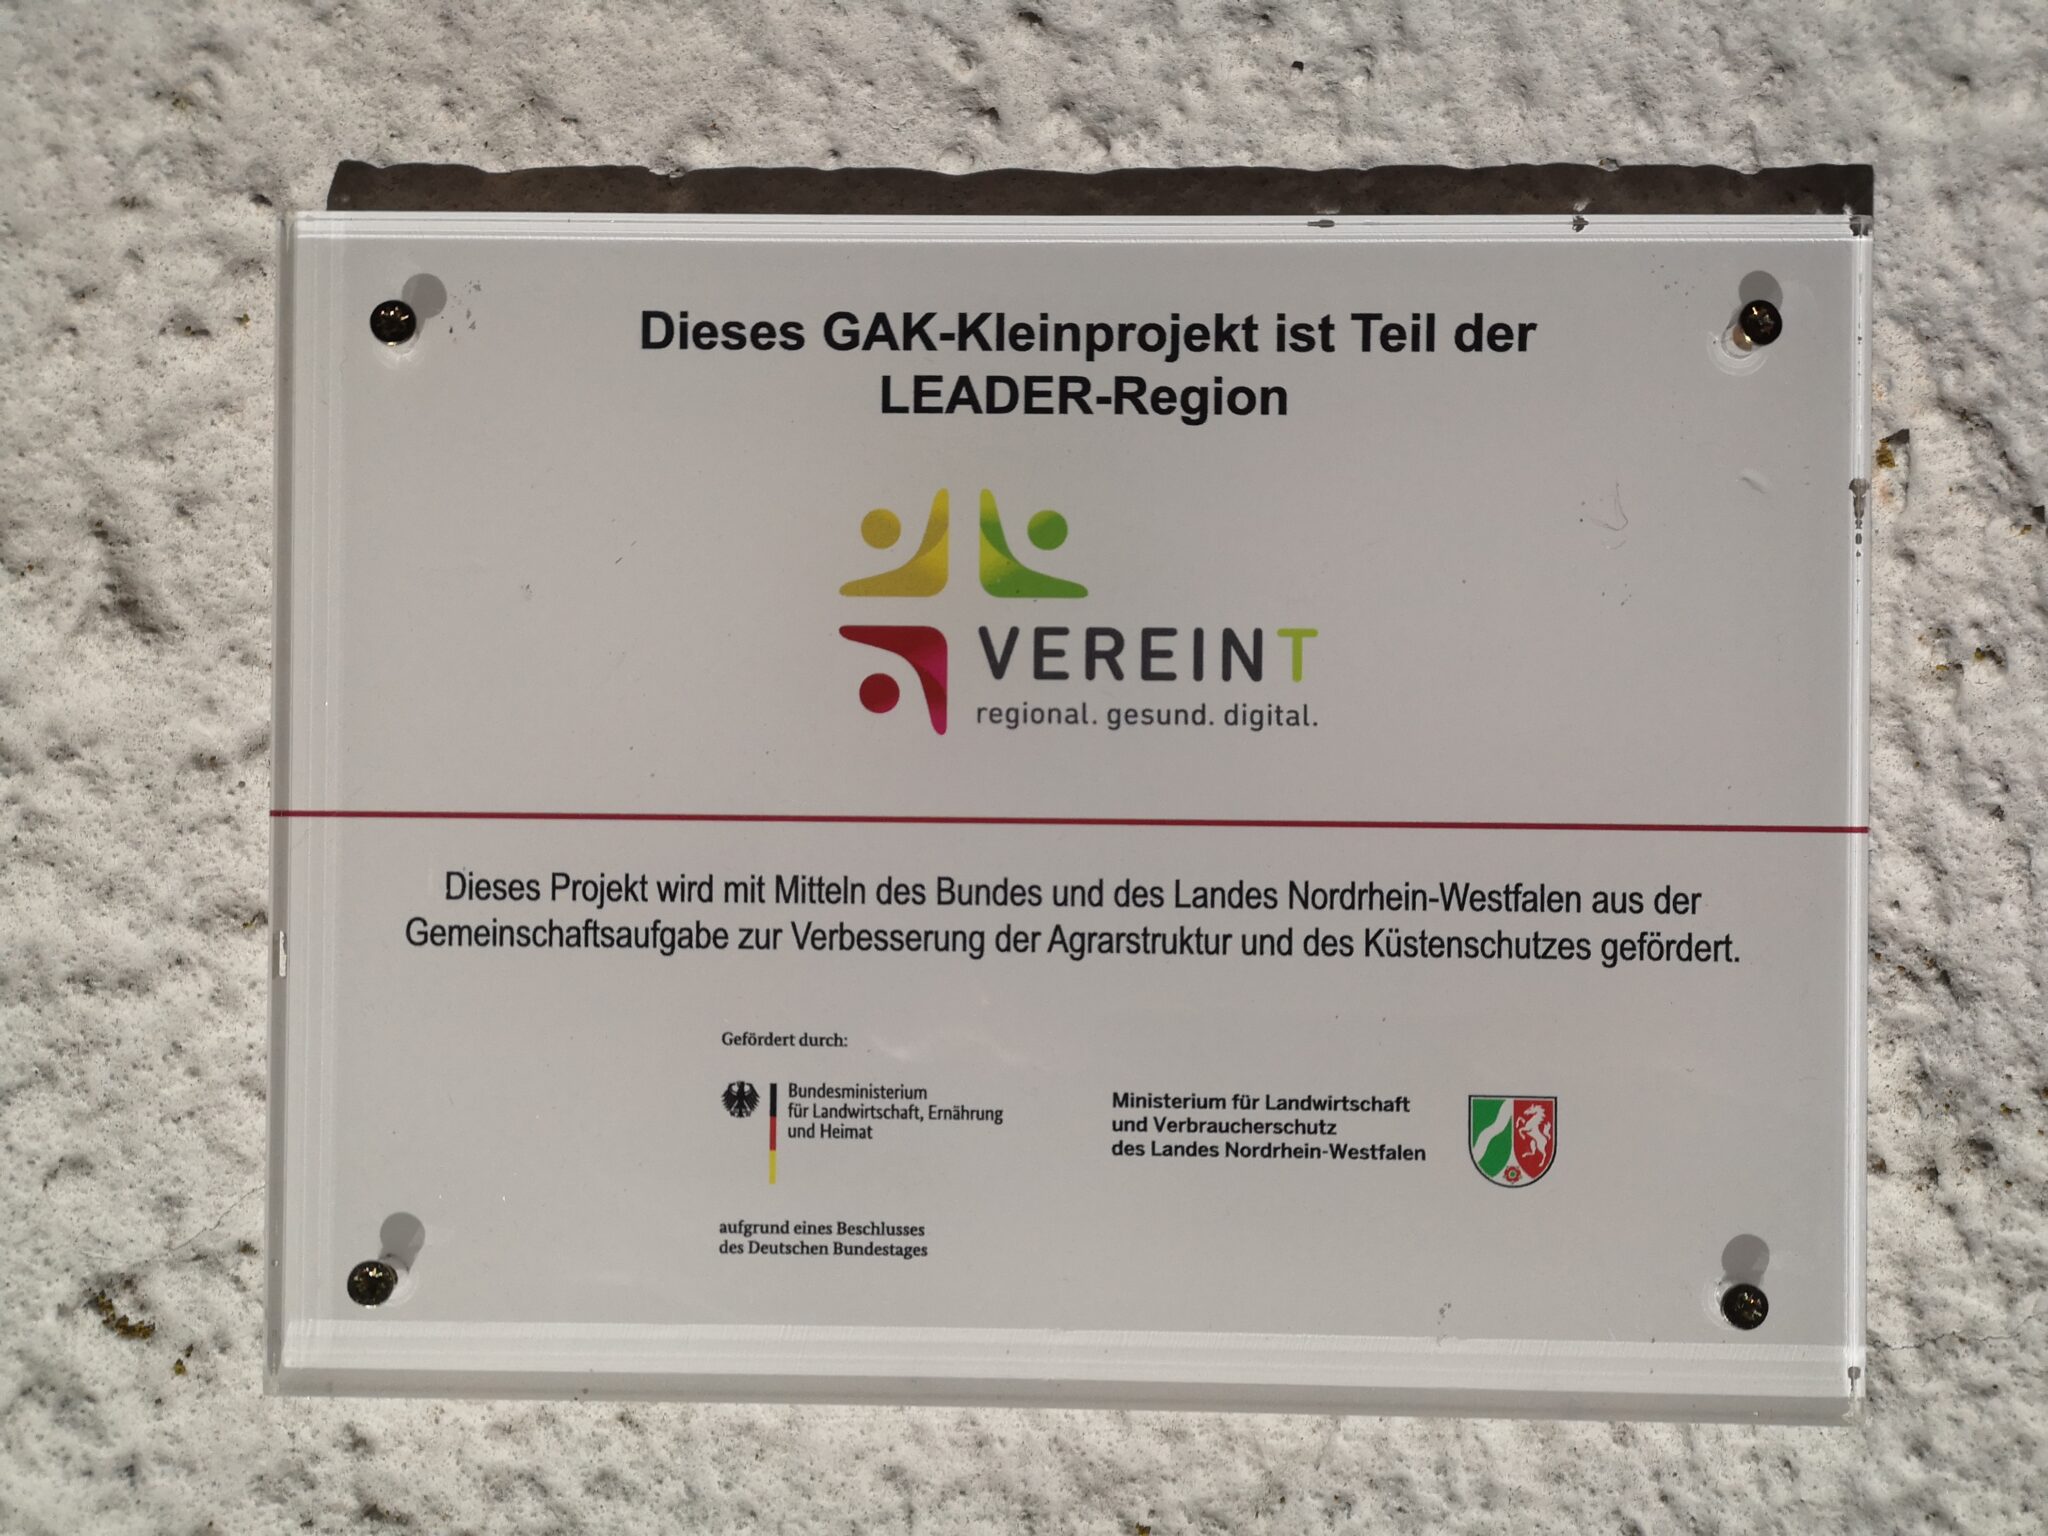 Dieses GAK-Kleinprojekt ist Teil der
LEADER-Region
VEREINT
regional. gesund. digital.
Dieses Projekt wird mit Mitteln des Bundes und des Landes Nordrhein-Westfalen aus der
Gemeinschaftsaufgabe zur Verbesserung der Agrarstruktur und des Küstenschutzes gefördert.
Gefördert durch:
Bundesministerium
für Landwirtschaft, Ernährung
und Heimat
aufgrund eines Beschlusses
des Deutschen Bundestages
Ministerium für Landwirtschaft
und Verbraucherschutz
des Landes Nordrhein-Westfalen